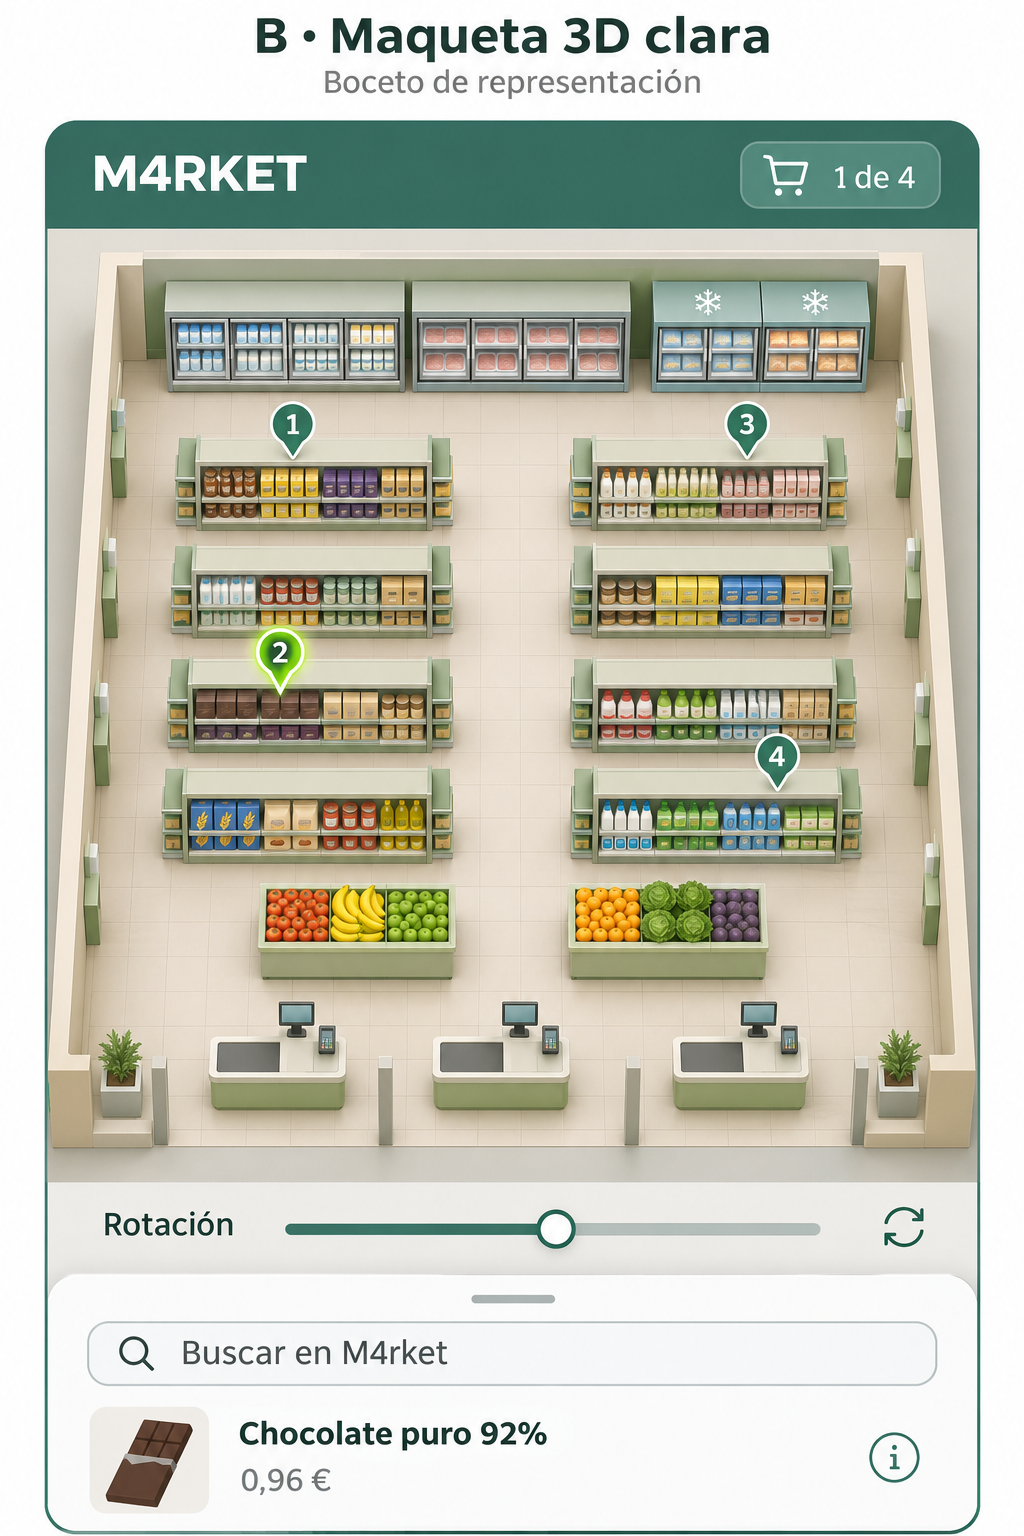 B • Maqueta 3D clara
Boceto de representación
M4RKET
1 de 4
1
3
2
4
Rotación
Buscar en M4rket
Chocolate puro 92%
0,96 €
i